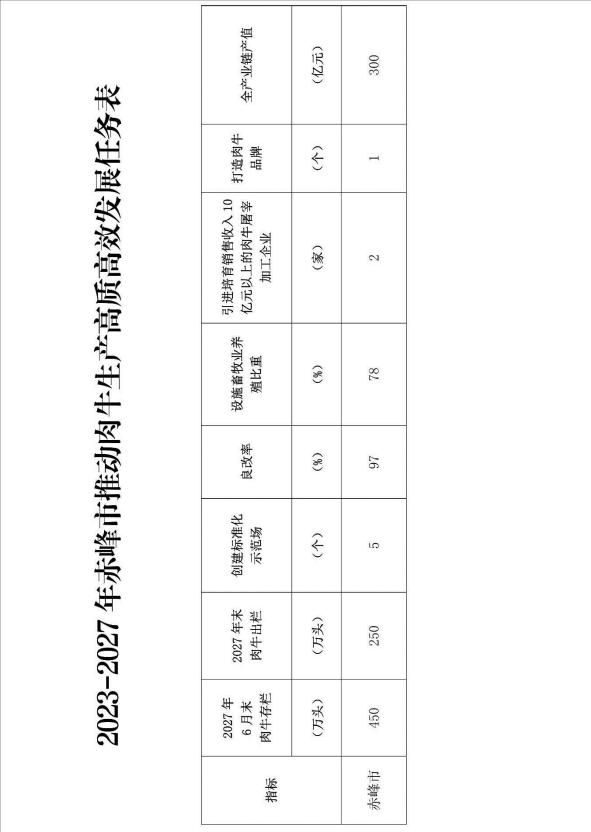 2023-2027年赤峰市推动肉牛生产高质高效发展任务表
指标
2027年
6月末
肉牛存栏
2027年末
肉牛出栏
创建标准化
示范场
良改率
设施畜牧业养
殖比重
引进培育销售收入10
亿元以上的肉牛屠宰
加工企业
打造肉牛
品牌
全产业链产值
（万头）
（万头）
（个）
（%）
（%）
（家）
（个）
（亿元）
赤峰市
450
250
5
97
78
2
1
300